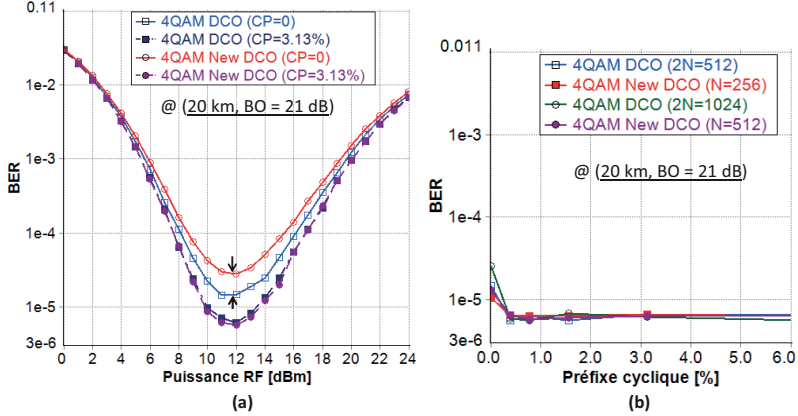 0.11
1e-2
1e-3
1e-4
1e-5
3e-6
BER
4QAM DCO (CP=0)
4QAM DCO (CP=3.13%)
4QAM New DCO (CP=0)
4QAM New DCO (CP=3.13%)
@ (20 km, BO = 21 dB)
0 2 4 6 8 10 12 14 16 18 20 22 24
Puissance RF [dBm]
(a)
0.011
1e-3
1e-4
1e-5
3e-6
BER
4QAM DCO (2N=512)
4QAM New DCO (N=256)
4QAM DCO (2N=1024)
4QAM New DCO (N=512)
@ (20 km, BO = 21 dB)
0.0 1.0 2.0 3.0 4.0 5.0 6.0
Préfixe cyclique [%]
(b)